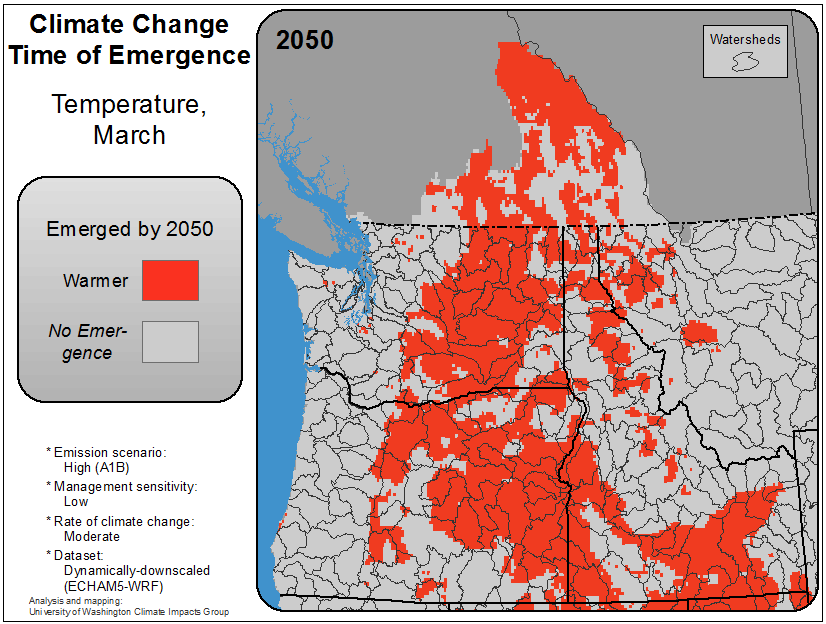 Climate Change
Time of Emergence
Temperature,
March
Emerged by 2050
Warmer
No Emer-
gence
* Emission scenario:
High (A1B)
* Management sensitivity:
Low
* Rate of climate change:
Moderate
* Dataset:
Dynamically-downscaled
(ECHAM5-WRF)
Analysis and mapping:
University of Washington Climate Impacts Group
2050
Watersheds